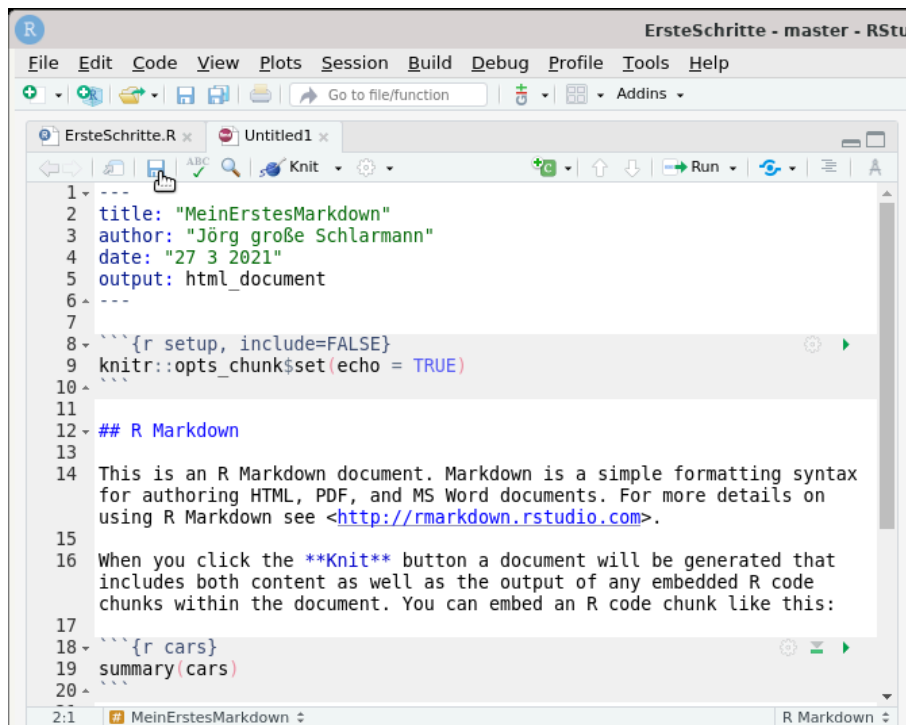 R
ErsteSchritte - master - RStu
File Edit Code View Plots Session Build Debug Profile Tools Help
Go to file/function Addins
ErsteSchritte.R Untitled1
ABC Knit Run
1 ---
2 title: "MeinErstesMarkdown"
3 author: "Jörg große Schlarmann"
4 date: "27 3 2021"
5 output: html_document
6 ---
7
8 ```{r setup, include=FALSE}
9 knitr::opts_chunk$set(echo = TRUE)
10 ```
11
12 ## R Markdown
13
14 This is an R Markdown document. Markdown is a simple formatting syntax
for authoring HTML, PDF, and MS Word documents. For more details on
using R Markdown see <http://rmarkdown.rstudio.com>.
15
16 When you click the **Knit** button a document will be generated that
includes both content as well as the output of any embedded R code
chunks within the document. You can embed an R code chunk like this:
17
18 ```{r cars}
19 summary(cars)
20 ```
2:1 # MeinErstesMarkdown R Markdown